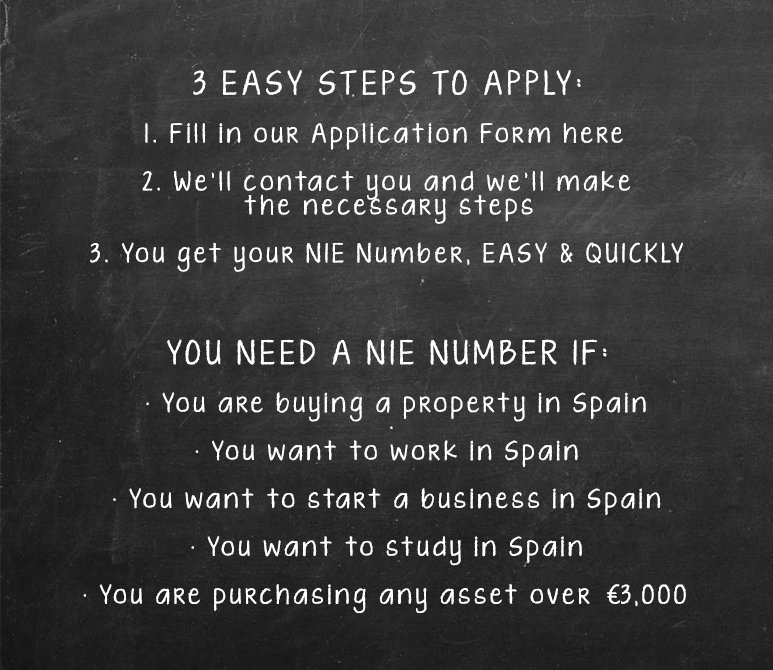 3 EASY STEPS TO APPLY:
1. Fill in our Application Form here
2. We'll contact you and we'll make
the necessary steps
3. You get your NIE Number, EASY & QUICKLY
YOU NEED A NIE NUMBER IF:
· You are buying a property in Spain
· You want to work in Spain
· You want to start a business in Spain
· You want to study in Spain
· You are purchasing any asset over €3,000